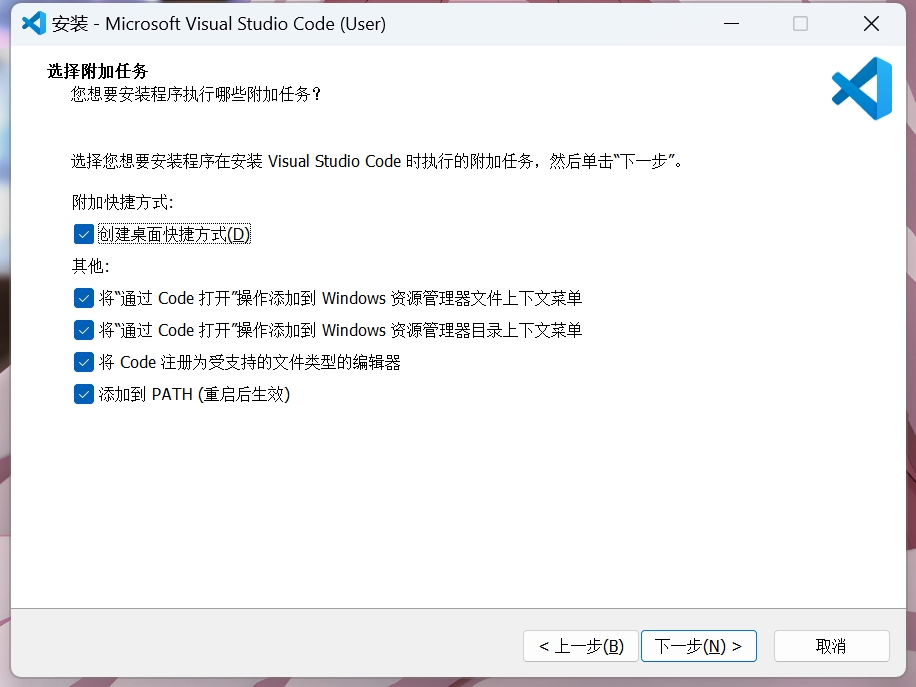 安装 - Microsoft Visual Studio Code (User)
选择附加任务
您想要安装程序执行哪些附加任务？
选择您想要安装程序在安装 Visual Studio Code 时执行的附加任务，然后单击“下一步”。
附加快捷方式:
创建桌面快捷方式(D)
其他:
将“通过 Code 打开”操作添加到 Windows 资源管理器文件上下文菜单
将“通过 Code 打开”操作添加到 Windows 资源管理器目录上下文菜单
将 Code 注册为受支持的文件类型的编辑器
添加到 PATH (重启后生效)
< 上一步(B) 下一步(N) > 取消